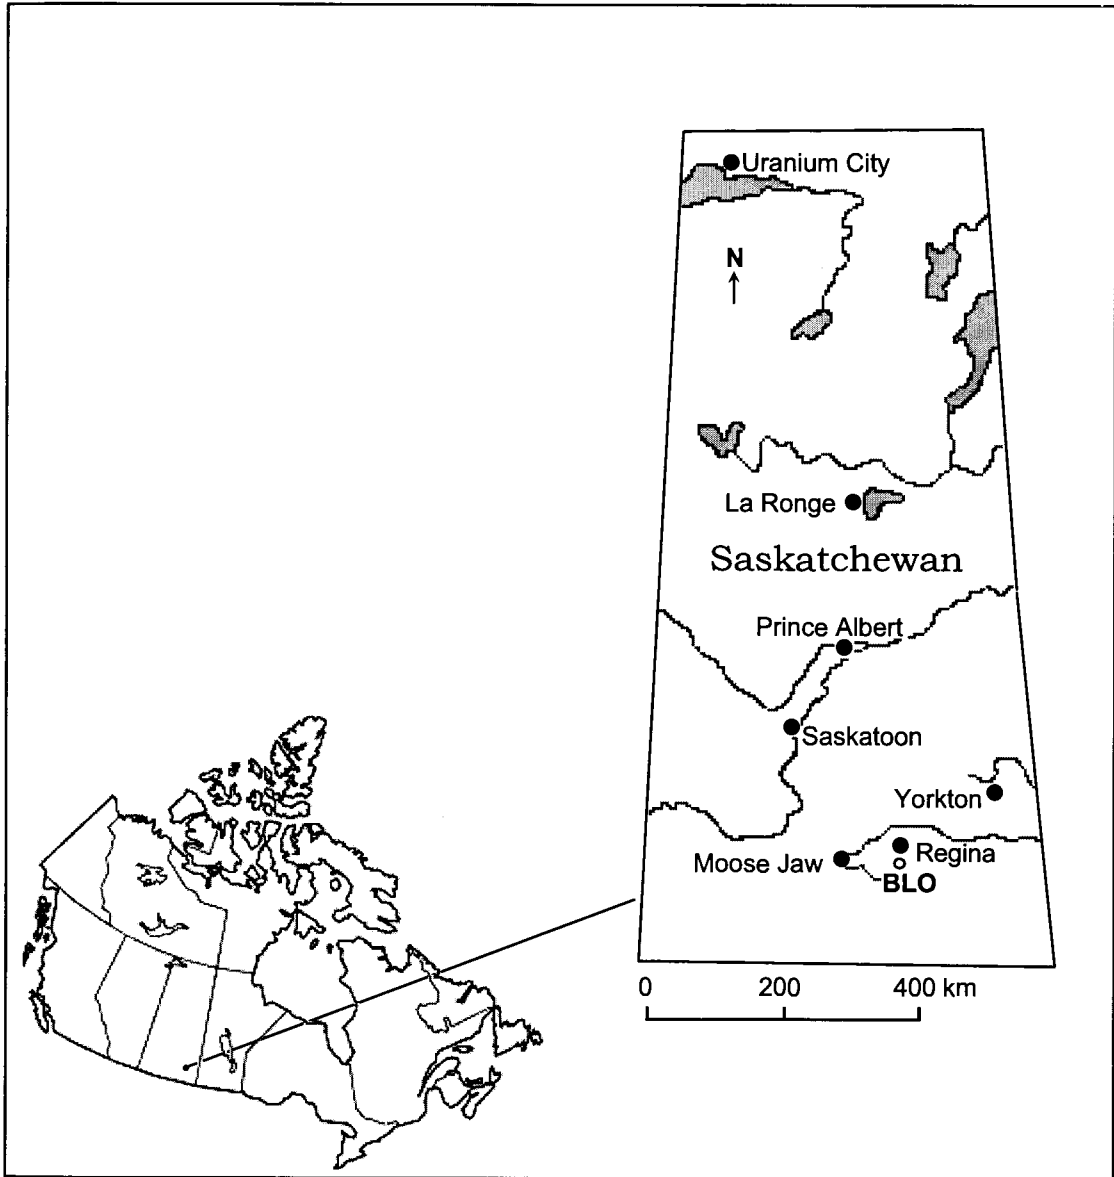 Uranium City
N
La Ronge
Saskatchewan
Prince Albert
Saskatoon
Yorkton
Moose Jaw
Regina
BLO
0 200 400 km